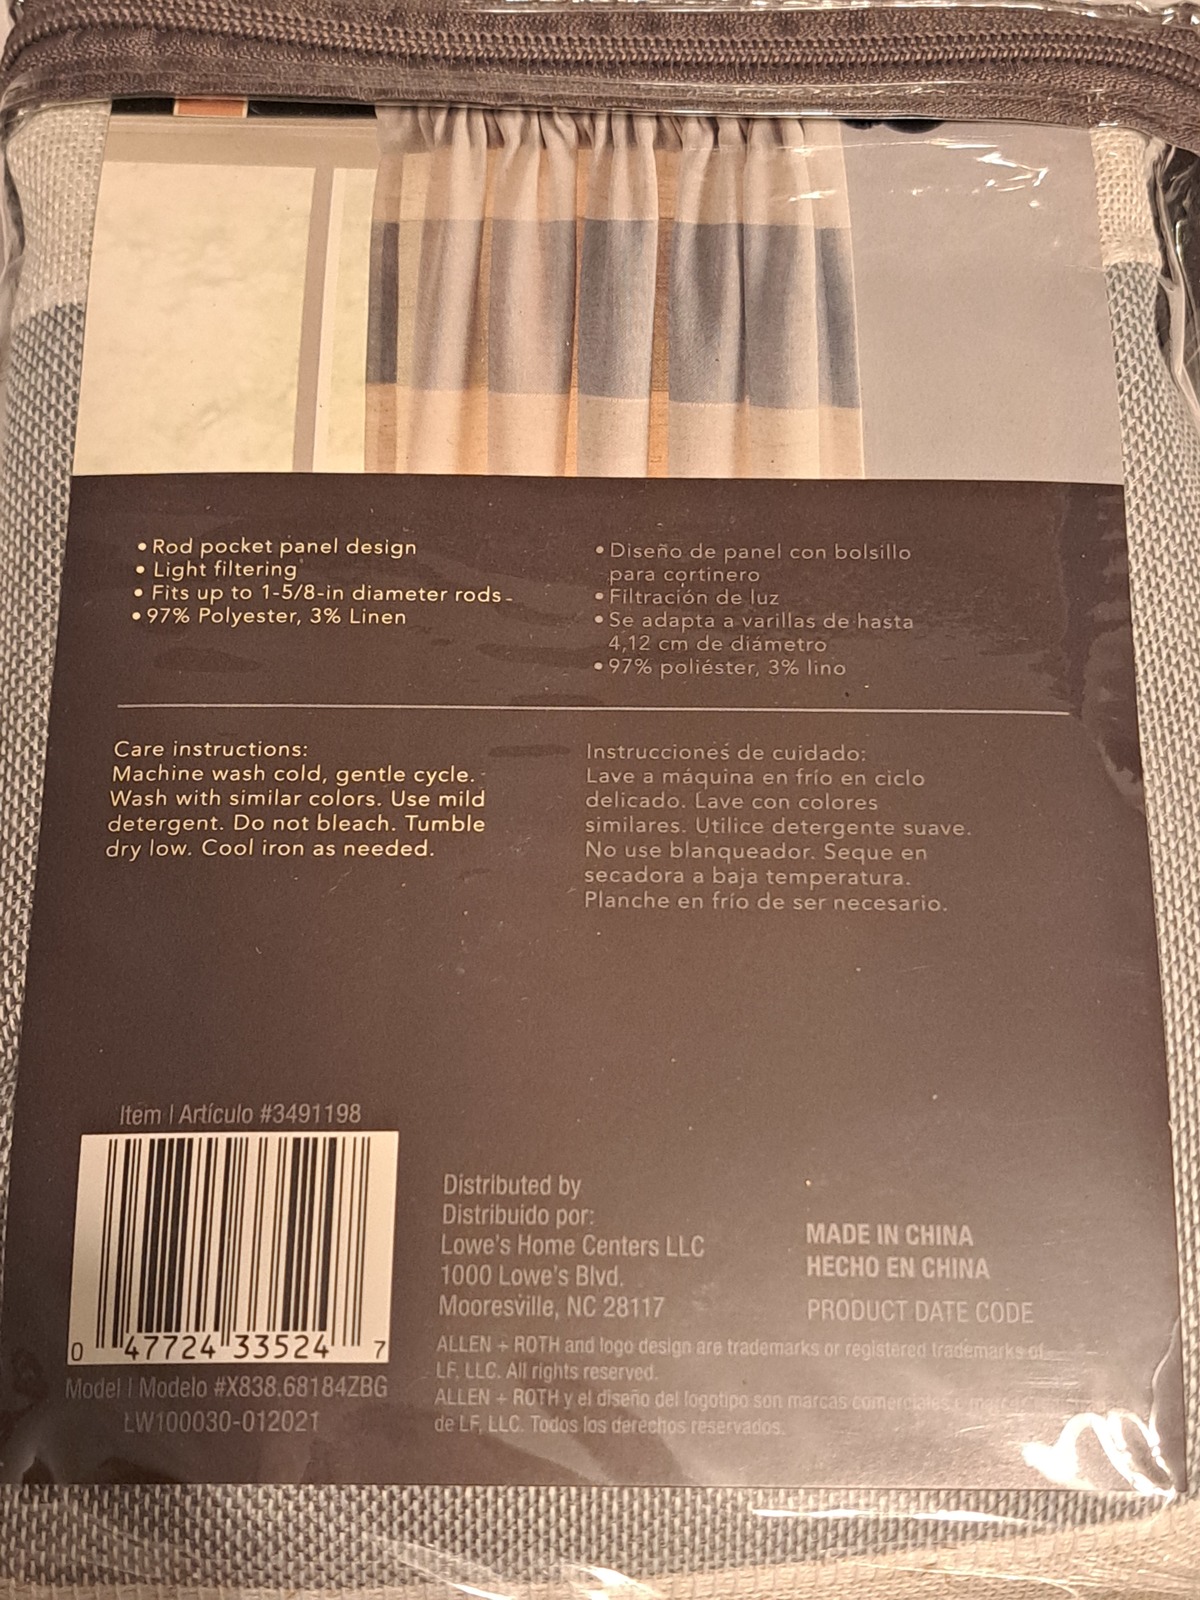 • Rod pocket panel design
• Light filtering
• Fits up to 1-5/8-in diameter rods
• 97% Polyester, 3% Linen
• Diseño de panel con bolsillo
para cortinero
• Filtración de luz
• Se adapta a varillas de hasta
4,12 cm de diámetro
• 97% poliéster, 3% lino
Care instructions:
Machine wash cold, gentle cycle.
Wash with similar colors. Use mild
detergent. Do not bleach. Tumble
dry low. Cool iron as needed.
Instrucciones de cuidado:
Lave a máquina en frío en ciclo
delicado. Lave con colores
similares. Utilice detergente suave.
No use blanqueador. Seque en
secadora a baja temperatura.
Planche en frío de ser necesario.
Item | Artículo #3491198
0 47724 33524 7
Model | Modelo #X838.68184ZBG
LW100030-012021
Distributed by
Distribuido por:
Lowe's Home Centers LLC
1000 Lowe's Blvd.
Mooresville, NC 28117
MADE IN CHINA
HECHO EN CHINA
PRODUCT DATE CODE
ALLEN + ROTH and logo design are trademarks or registered trademarks of
LF, LLC. All rights reserved.
ALLEN + ROTH y el diseño del logotipo son marcas comerciales
de LF, LLC. Todos los derechos reservados.